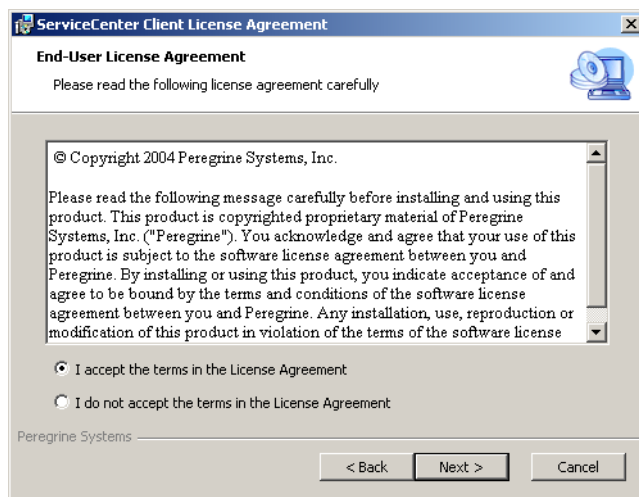 ServiceCenter Client License Agreement
End-User License Agreement
Please read the following license agreement carefully
© Copyright 2004 Peregrine Systems, Inc.
Please read the following message carefully before installing and using this
product. This product is copyrighted proprietary material of Peregrine
Systems, Inc. ("Peregrine"). You acknowledge and agree that your use of this
product is subject to the software license agreement between you and
Peregrine. By installing or using this product, you indicate acceptance of and
agree to be bound by the terms and conditions of the software license
agreement between you and Peregrine. Any installation, use, reproduction or
modification of this product in violation of the terms of the software license
I accept the terms in the License Agreement
I do not accept the terms in the License Agreement
Peregrine Systems
< Back Next > Cancel